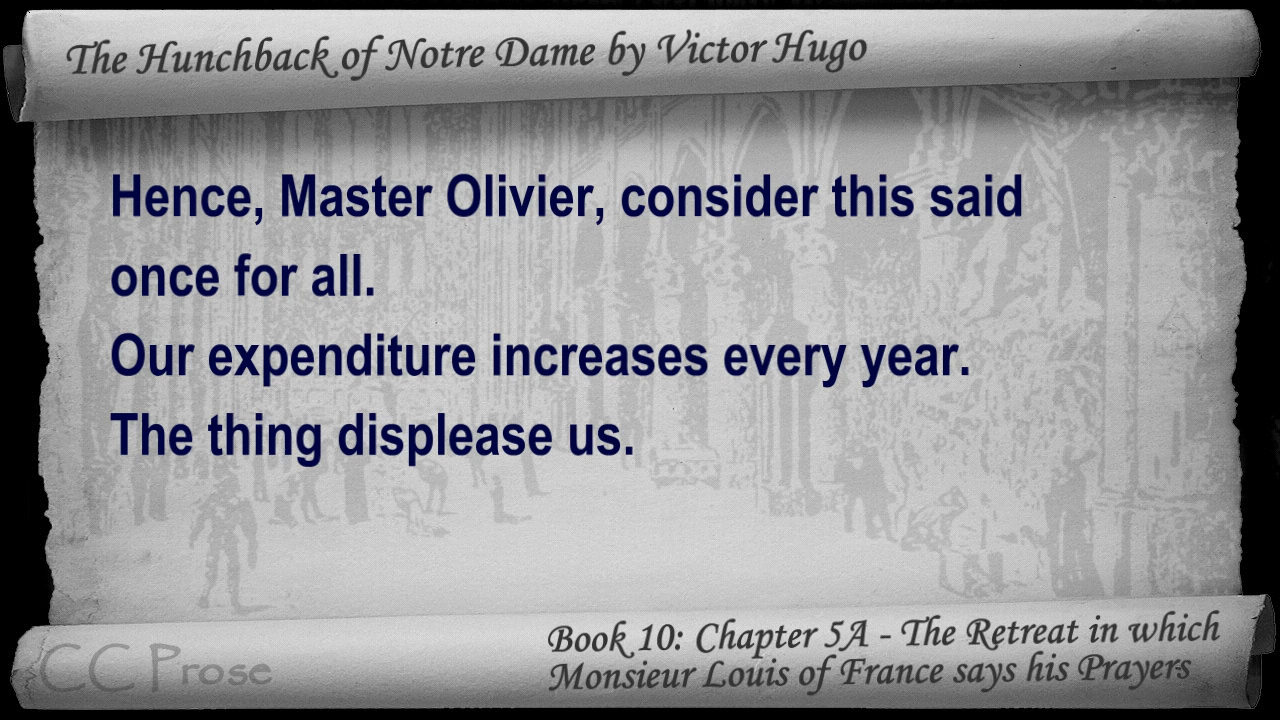 The Hunchback of Notre Dame by Victor Hugo
Hence, Master Olivier, consider this said
once for all.
Our expenditure increases every year.
The thing displease us.
Book 10: Chapter 5A - The Retreat in which
Monsieur Louis of France says his Prayers
CC Prose